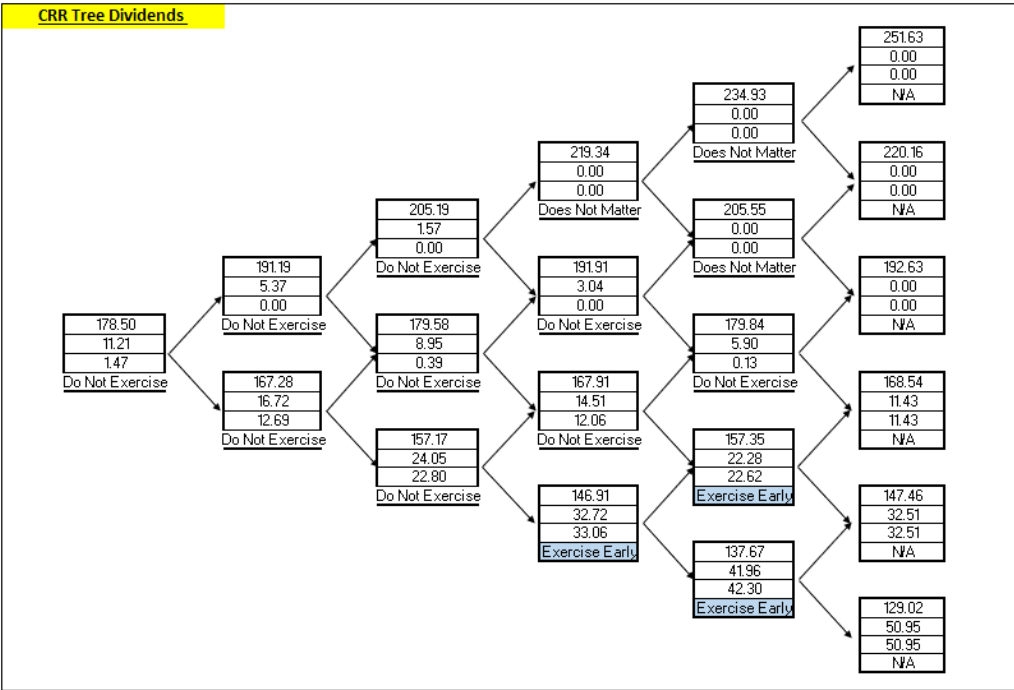 CRR Tree Dividends
178.50
11.21
1.47
Do Not Exercise
191.19
5.37
0.00
Do Not Exercise
167.28
16.72
12.69
Do Not Exercise
205.19
1.57
0.00
Do Not Exercise
179.58
8.95
0.39
Do Not Exercise
157.17
24.05
22.80
Do Not Exercise
219.34
0.00
0.00
Does Not Matter
191.91
3.04
0.00
Do Not Exercise
167.91
14.51
12.06
Do Not Exercise
146.91
32.72
33.06
Exercise Early
234.93
0.00
0.00
Does Not Matter
205.55
0.00
0.00
Does Not Matter
179.84
5.90
0.13
Do Not Exercise
157.35
22.28
22.62
Exercise Early
137.67
41.96
42.30
Exercise Early
251.63
0.00
0.00
N/A
220.16
0.00
0.00
N/A
192.63
0.00
0.00
N/A
168.54
11.43
11.43
N/A
147.46
32.51
32.51
N/A
129.02
50.95
50.95
N/A